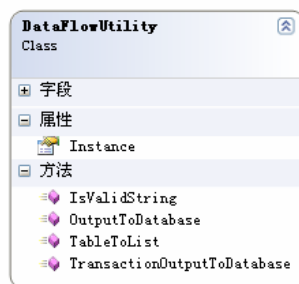 DataFlowUtility
Class
字段
属性
Instance
方法
IsValidString
OutputToDatabase
TableToList
TransactionOutputToDatabase